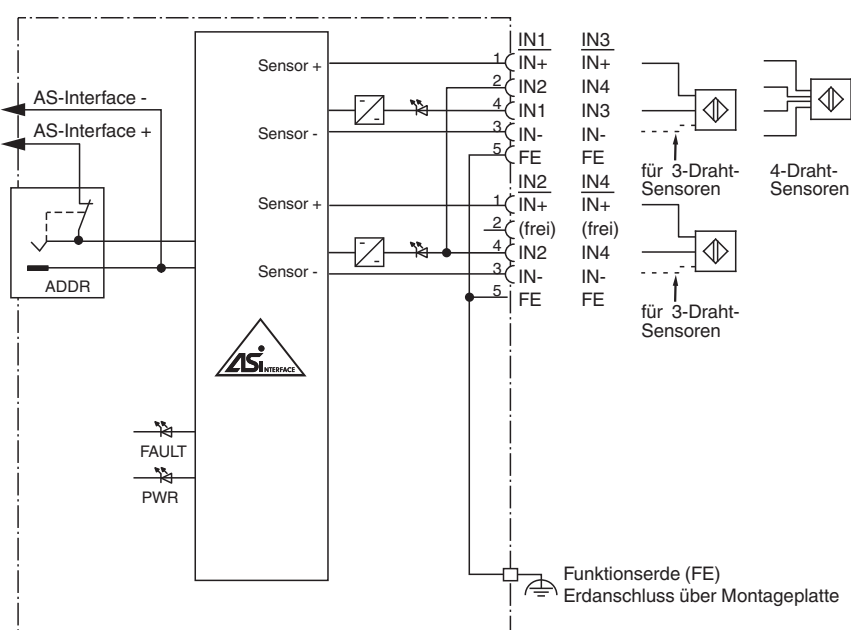 AS-Interface -
AS-Interface +
ADDR
Sensor +
Sensor -
Sensor +
Sensor -
ASi
INTERFACE
FAULT
PWR
IN1 IN3
1 IN+ IN+
2 IN2 IN4
4 IN1 IN3
3 IN- IN-
5 FE FE
IN2 IN4
1 IN+ IN+
2 (frei) (frei)
4 IN2 IN4
3 IN- IN-
5 FE FE
für 3-Draht-
Sensoren
4-Draht-
Sensoren
für 3-Draht-
Sensoren
Funktionserde (FE)
Erdanschluss über Montageplatte